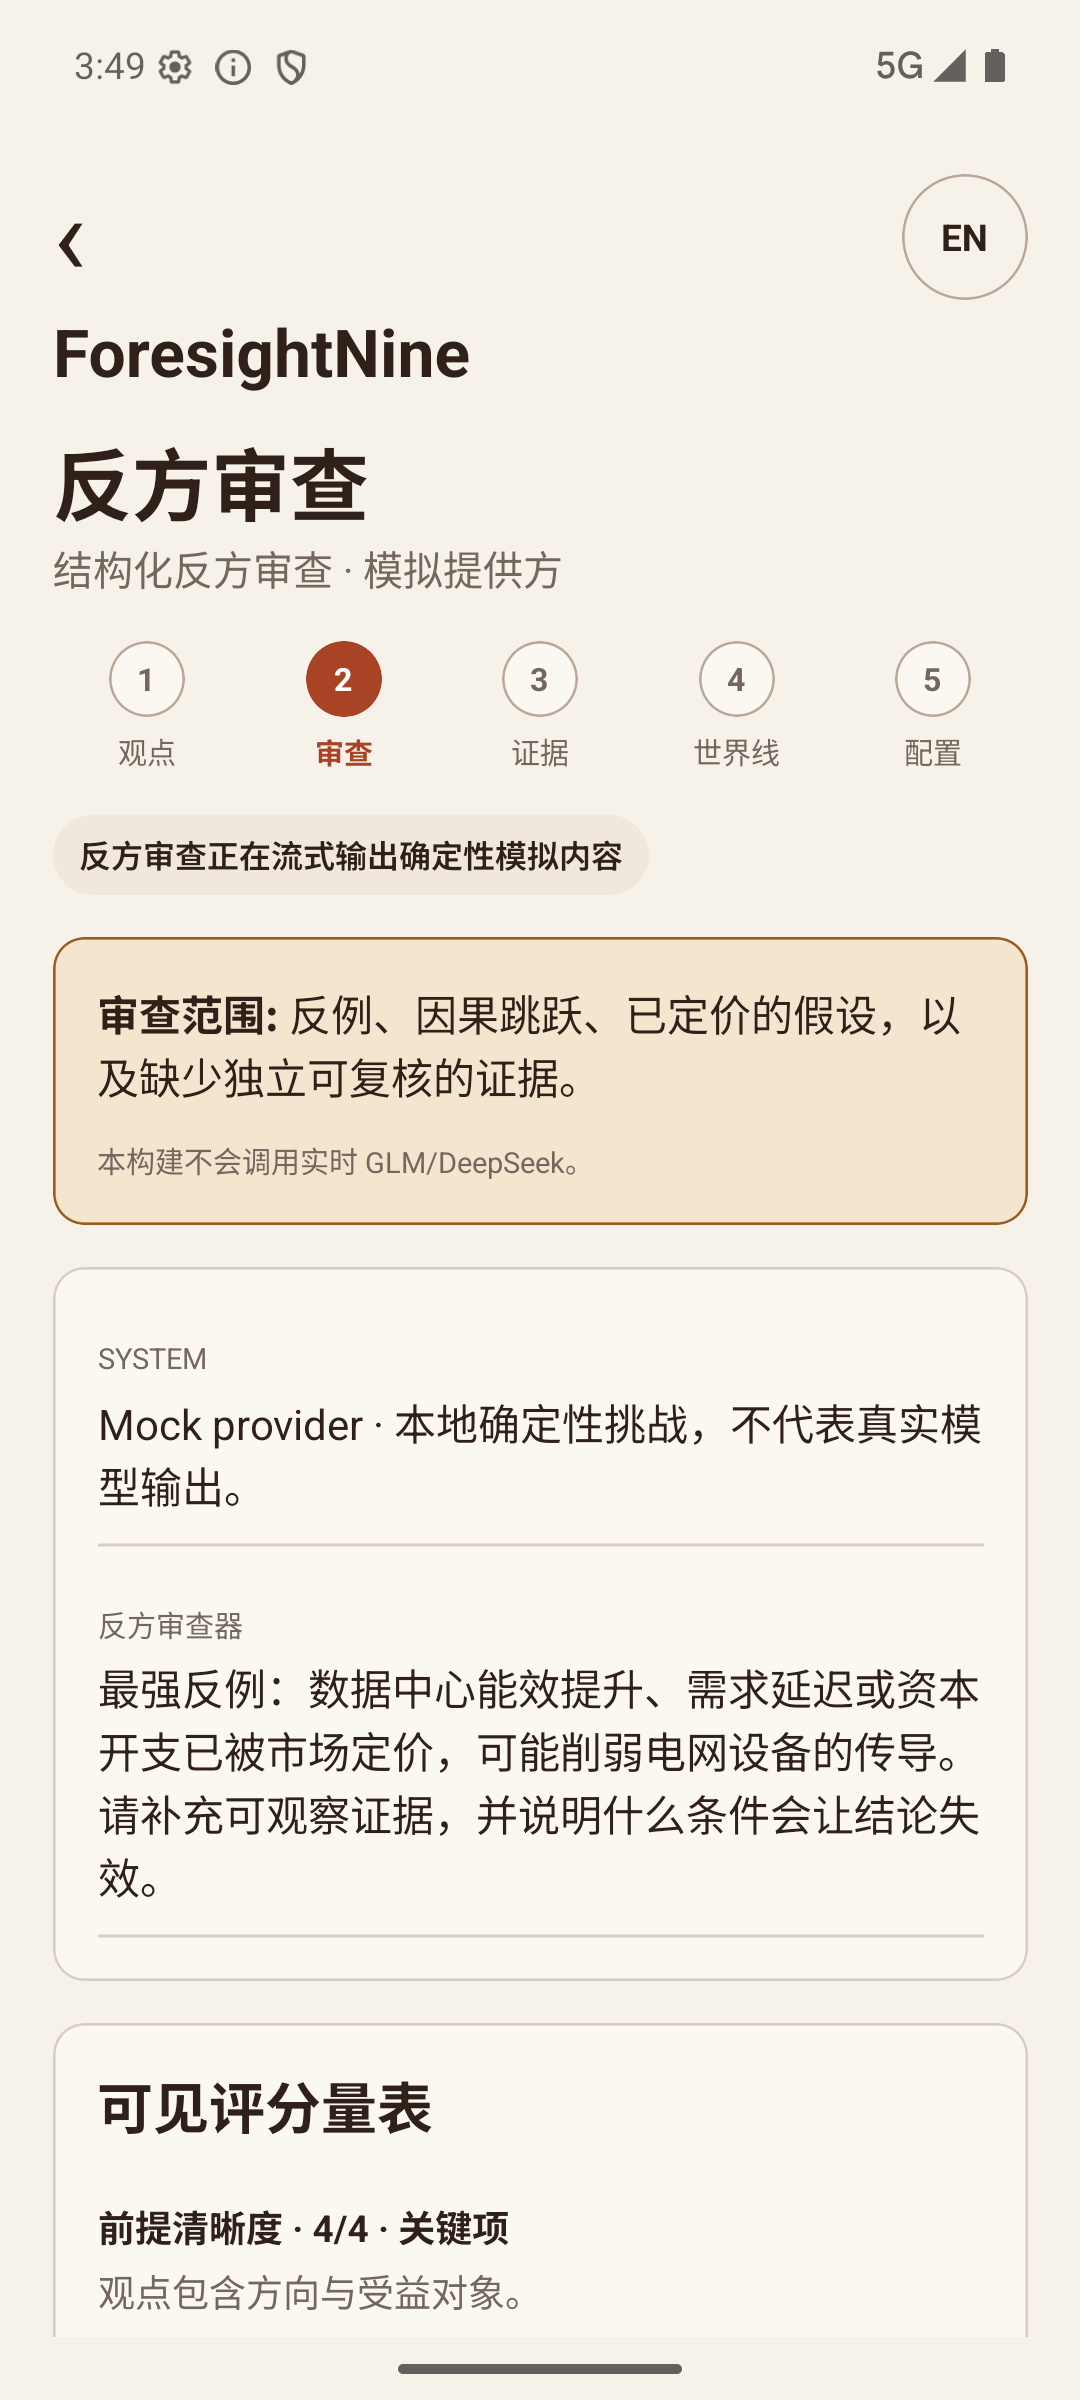 3:49
5G
EN
ForesightNine
反方审查
结构化反方审查 · 模拟提供方
1
2
3
4
5
观点
审查
证据
世界线
配置
反方审查正在流式输出确定性模拟内容
审查范围: 反例、因果跳跃、已定价的假设，以
及缺少独立可复核的证据。
本构建不会调用实时 GLM/DeepSeek。
SYSTEM
Mock provider · 本地确定性挑战，不代表真实模
型输出。
反方审查器
最强反例：数据中心能效提升、需求延迟或资本
开支已被市场定价，可能削弱电网设备的传导。
请补充可观察证据，并说明什么条件会让结论失
效。
可见评分量表
前提清晰度 · 4/4 · 关键项
观点包含方向与受益对象。